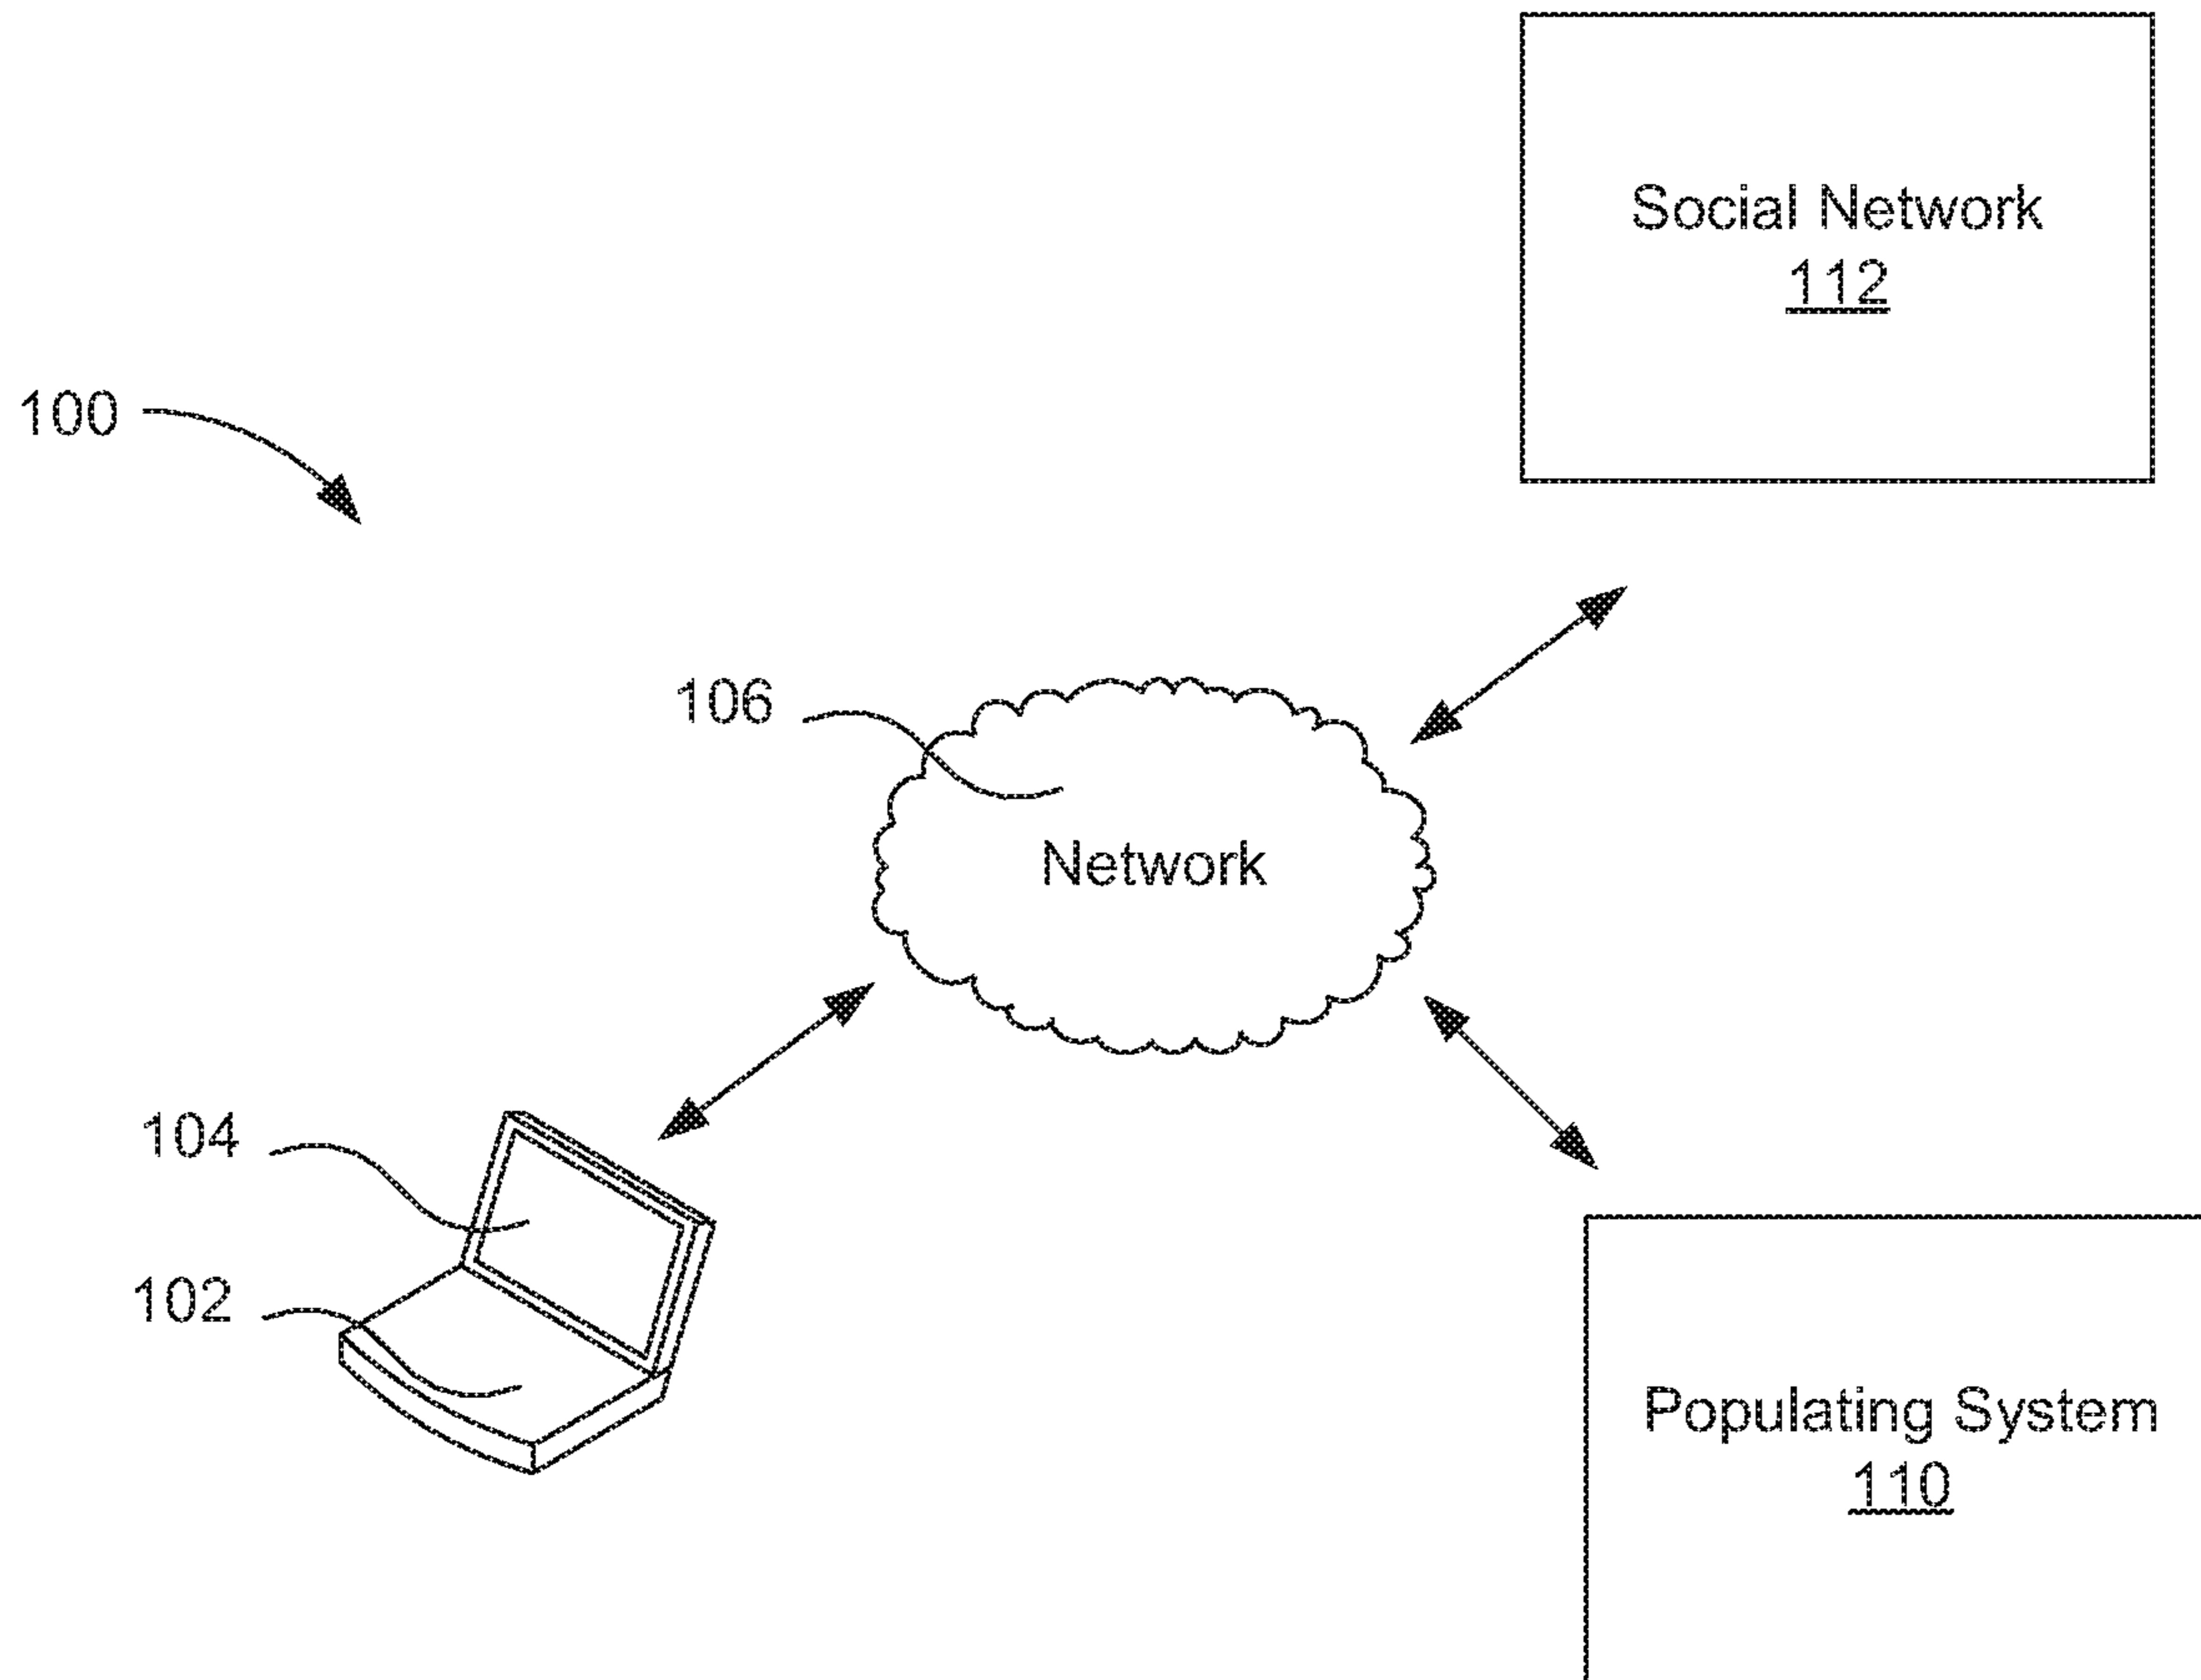 Social Network
112
100
106
Network
104
102
Populating System
110